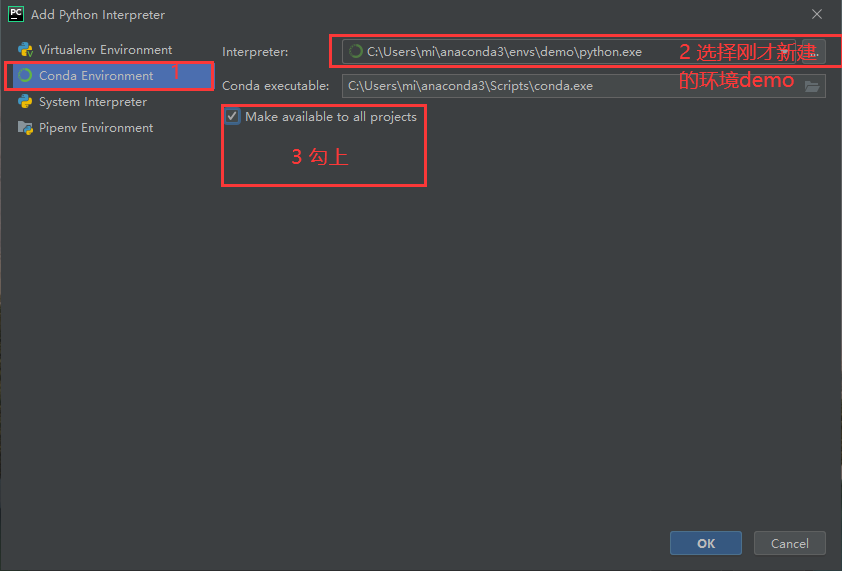 PC Add Python Interpreter
Virtualenv Environment
Conda Environment 1
System Interpreter
Pipenv Environment
Interpreter: C:\Users\mi\anaconda3\envs\demo\python.exe
2 选择刚才新建
的环境demo
Conda executable: C:\Users\mi\anaconda3\Scripts\conda.exe
Make available to all projects
3 勾上
OK Cancel